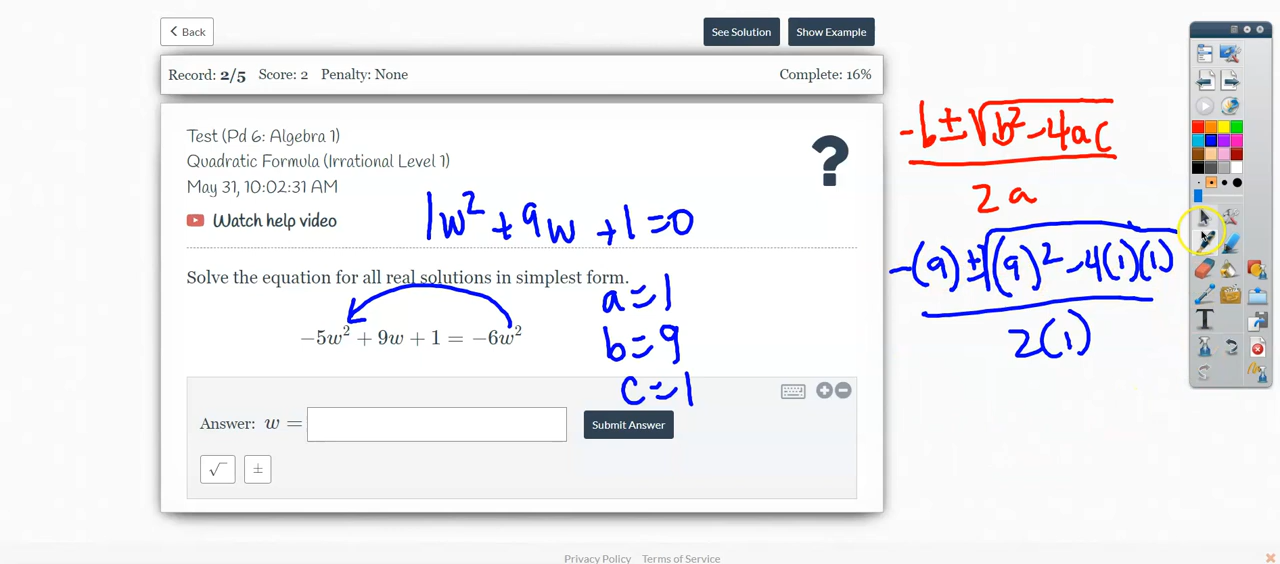 Back
See Solution
Show Example
Record: 2/5 Score: 2 Penalty: None
Complete: 16%
Test (Pd 6: Algebra 1)
Quadratic Formula (Irrational Level 1)
May 31, 10:02:31 AM
?
Watch help video
1w² + 9w + 1 = 0
Solve the equation for all real solutions in simplest form.
−5w² + 9w + 1 = −6w²
a = 1
b = 9
c = 1
Answer: w =
Submit Answer
√
±
-b ± √b² - 4ac
2a
-(9) ± √(9)² - 4(1)(1)
2(1)
T
Privacy Policy Terms of Service